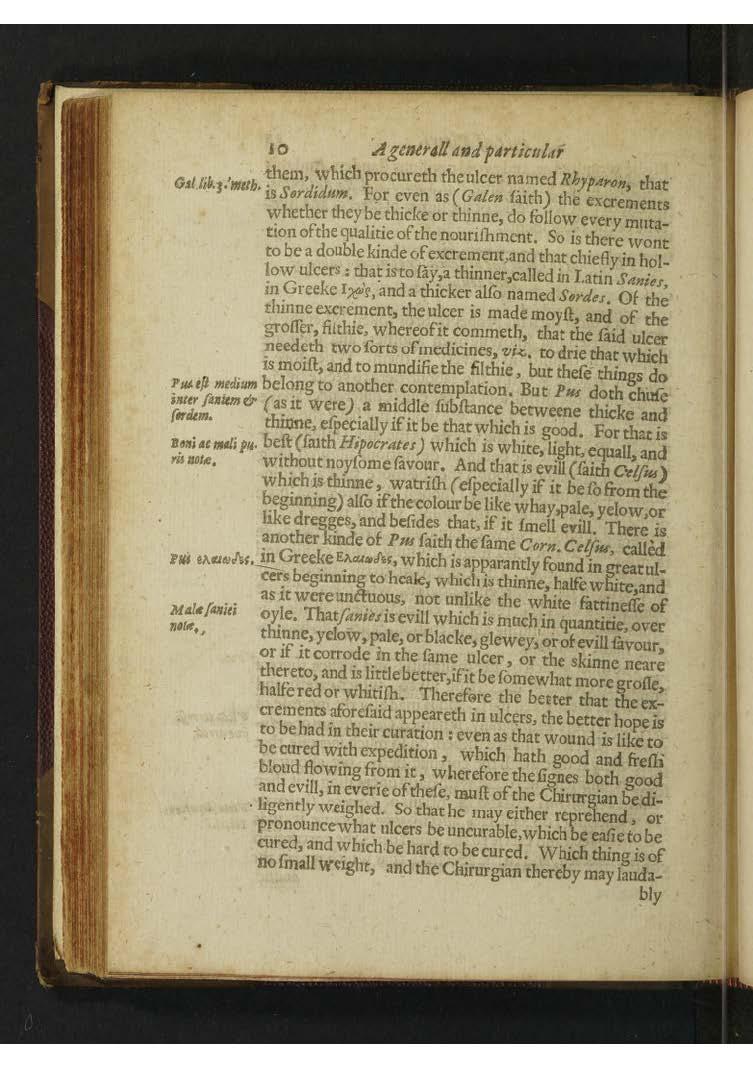 10 A generall and particular
Gal. lib. 3. meth.
them, which procureth the ulcer named Rhyparon, that
is Sordidum. For even as (Galen ſaith) the excrements
whether they be thicke or thinne, do follow every muta-
tion of the qualitie of the nouriſhment. So is there wont
to be a double kinde of excrement, and that chiefly in hol-
low ulcers : that is to ſay, a thinner, called in Latin Sanies,
in Greeke Ιχωρ, and a thicker alſo named Sordes. Of the
thinne excrement, the ulcer is made moyſt, and of the
groſſer, filthie, whereof it commeth, that the ſaid ulcer
needeth two ſorts of medicines, viz. to drie that which
is moiſt, and to mundifie the filthie, but theſe things do
Pus eſt medium
inter ſaniem &
ſordem.
belong to another contemplation. But Pus doth chuſe
(as it were) a middle ſubſtance betweene thicke and
thinne, eſpecially if it be that which is good. For that is
Boni ac mali pu-
ris notæ.
beſt (ſaith Hipocrates) which is white, light, equall, and
without noyſome ſavour. And that is evill (ſaith Celſus)
which is thinne, watriſh (eſpecially if it be ſo from the
beginning) alſo if the colour be like whay, pale, yelow, or
like dregges, and beſides that, if it ſmell evill. There is
another kinde of Pus ſaith the ſame Corn. Celſus, called
Pus ελαιωδες.
in Greeke Ελαιωδες, which is apparantly found in great ul-
cers beginning to heale, which is thinne, halfe white, and
as it were unctuous, not unlike the white fattineſſe of
Malæ ſaniei
notæ.
oyle. That ſanies is evill which is much in quantitie, over
thinne, yelow, pale, or blacke, glewey, or of evill ſavour,
or if it corrode in the ſame ulcer, or the skinne neare
thereto, and is little better, if it be ſomewhat more groſſe,
halfe red or whitiſh. Therefore the better that the ex-
crements aforeſaid appeareth in ulcers, the better hope is
to be had in their curation : even as that wound is like to
be cured with expedition, which hath good and freſh
bloud flowing from it, wherefore the ſignes both good
and evill, in everie of theſe, muſt of the Chirurgian be di-
ligently weighed. So that he may either reprehend, or
pronounce what ulcers be uncurable, which be eaſie to be
cured, and which be hard to be cured. Which thing is of
no ſmall weight, and the Chirurgian thereby may lauda-
bly